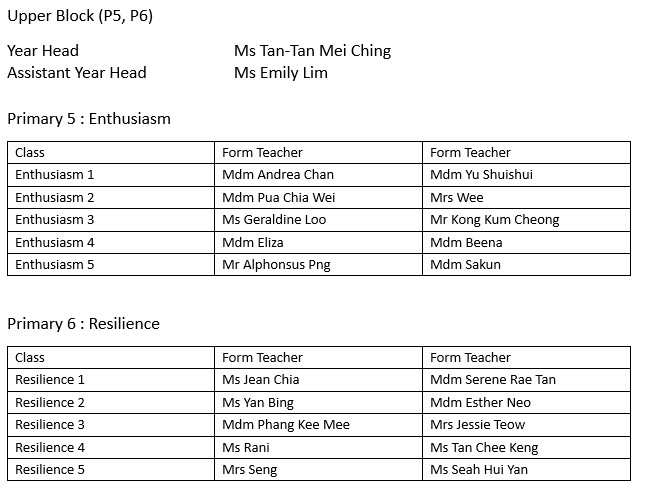 Upper Block (P5, P6)
Year Head Ms Tan-Tan Mei Ching
Assistant Year Head Ms Emily Lim
Primary 5 : Enthusiasm
Class Form Teacher Form Teacher
Enthusiasm 1 Mdm Andrea Chan Mdm Yu Shuishui
Enthusiasm 2 Mdm Pua Chia Wei Mrs Wee
Enthusiasm 3 Ms Geraldine Loo Mr Kong Kum Cheong
Enthusiasm 4 Mdm Eliza Mdm Beena
Enthusiasm 5 Mr Alphonsus Png Mdm Sakun
Primary 6 : Resilience
Class Form Teacher Form Teacher
Resilience 1 Ms Jean Chia Mdm Serene Rae Tan
Resilience 2 Ms Yan Bing Mdm Esther Neo
Resilience 3 Mdm Phang Kee Mee Mrs Jessie Teow
Resilience 4 Ms Rani Ms Tan Chee Keng
Resilience 5 Mrs Seng Ms Seah Hui Yan